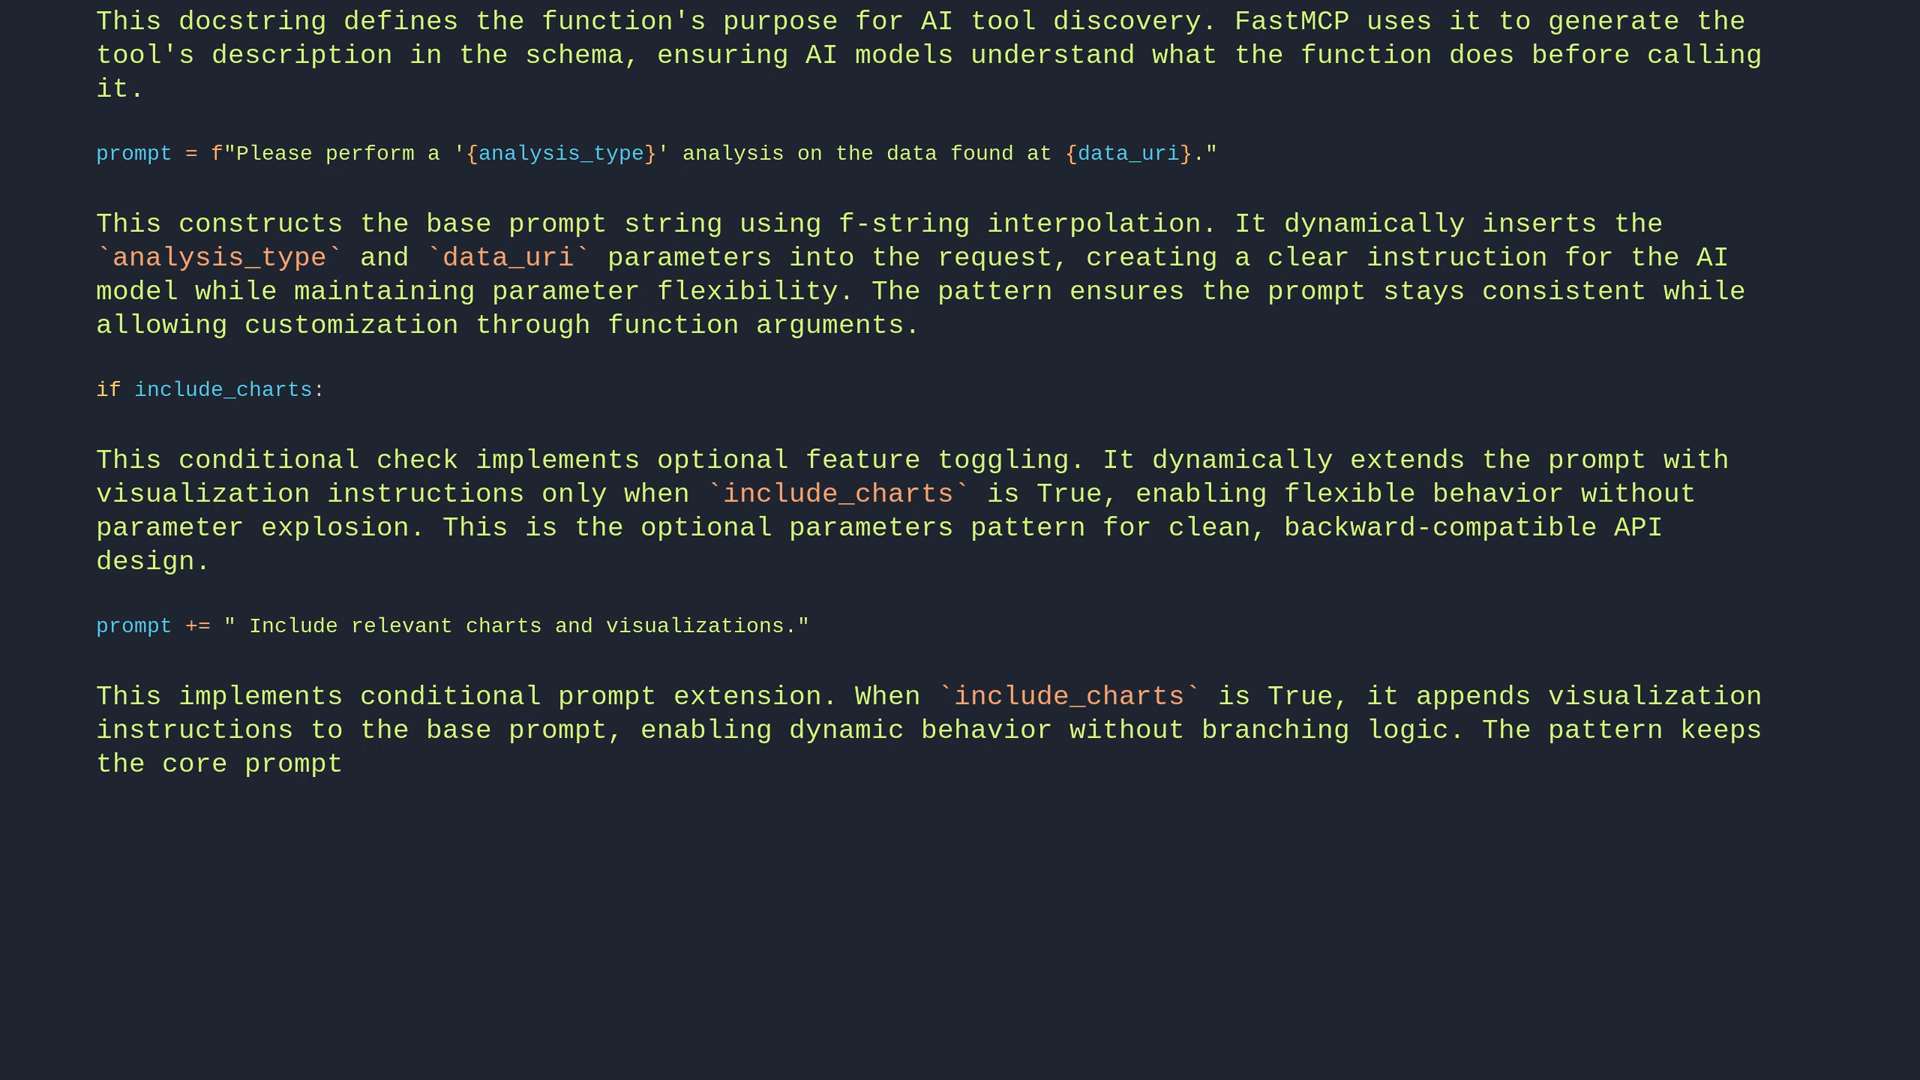 This docstring defines the function's purpose for AI tool discovery. FastMCP uses it to generate the
tool's description in the schema, ensuring AI models understand what the function does before calling
it.
prompt = f"Please perform a '{analysis_type}' analysis on the data found at {data_uri}."
This constructs the base prompt string using f-string interpolation. It dynamically inserts the
`analysis_type` and `data_uri` parameters into the request, creating a clear instruction for the AI
model while maintaining parameter flexibility. The pattern ensures the prompt stays consistent while
allowing customization through function arguments.
if include_charts:
This conditional check implements optional feature toggling. It dynamically extends the prompt with
visualization instructions only when `include_charts` is True, enabling flexible behavior without
parameter explosion. This is the optional parameters pattern for clean, backward-compatible API
design.
prompt += " Include relevant charts and visualizations."
This implements conditional prompt extension. When `include_charts` is True, it appends visualization
instructions to the base prompt, enabling dynamic behavior without branching logic. The pattern keeps
the core prompt